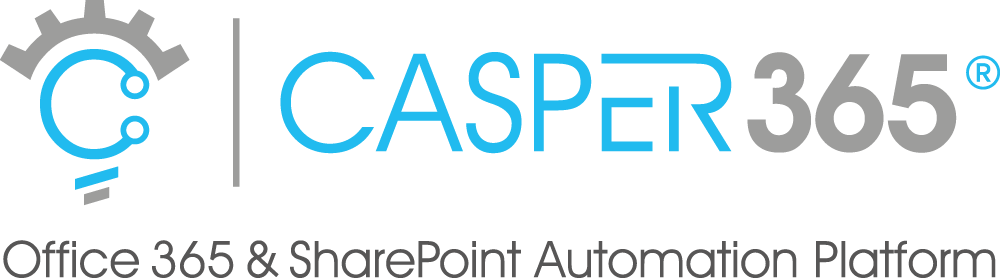 CASPER365®
Office 365 & SharePoint Automation Platform